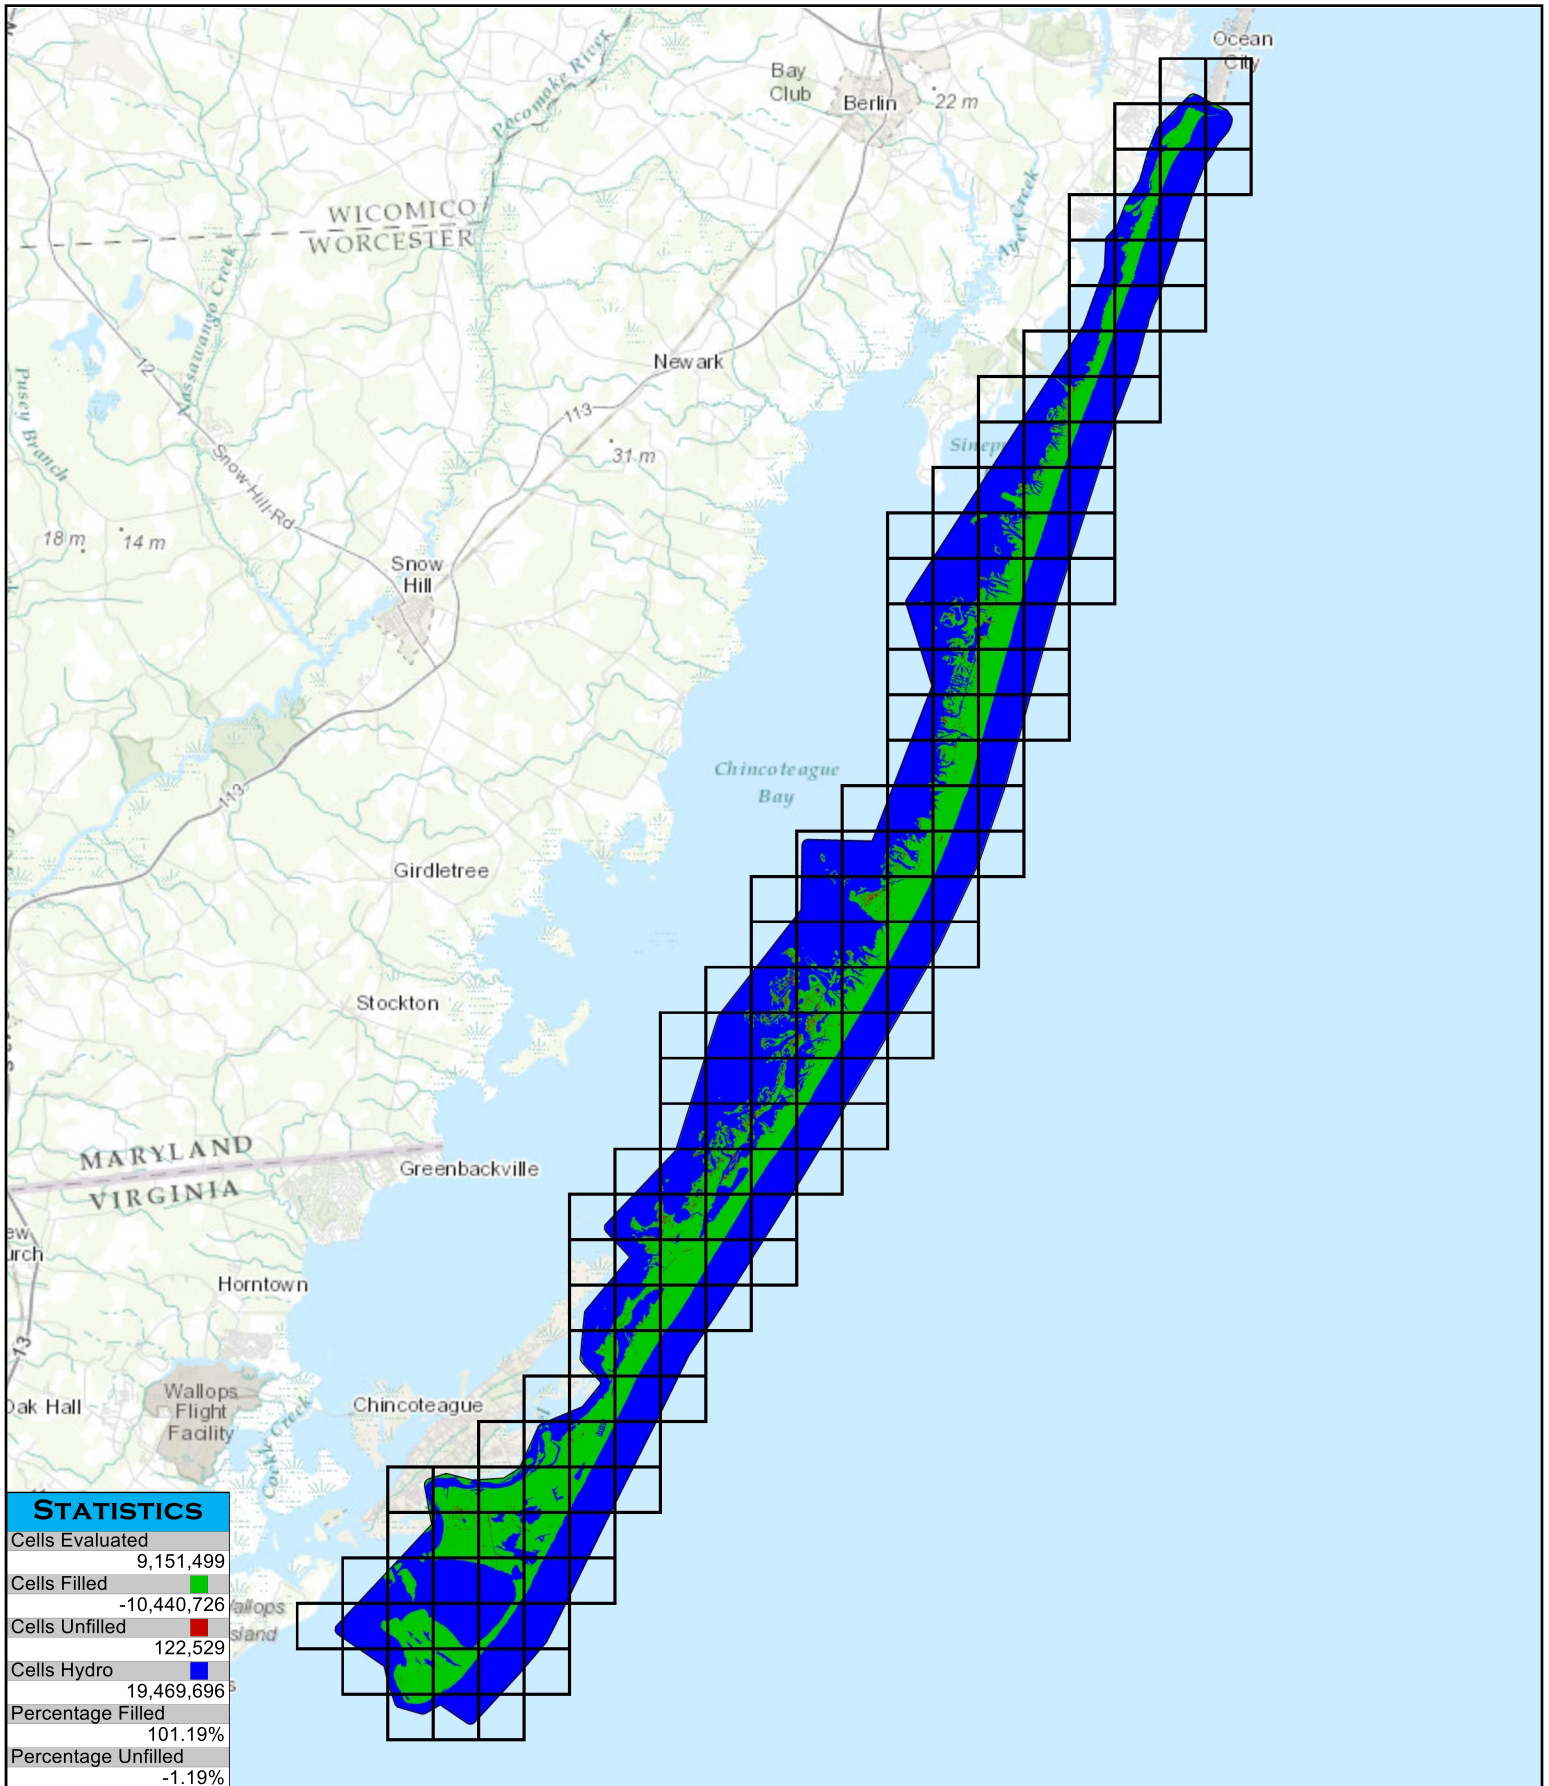 Ocean
City
Bay
Club
Berlin
22 m
Pocomoke River
Ayer Creek
WICOMICO
WORCESTER
Nassawango Creek
12
Newark
113
31 m
Pusey Branch
Snow-Hill-Rd
18 m
14 m
Snow
Hill
113
Chincoteague
Bay
Girdletree
Stockton
MARYLAND
VIRGINIA
Greenbackville
Horntown
13
Oak Hall
Wallops
Flight
Facility
Chincoteague
Cockle Creek
STATISTICS
Cells Evaluated
9,151,499
Cells Filled
-10,440,726
Cells Unfilled
122,529
Cells Hydro
19,469,696
Percentage Filled
101.19%
Percentage Unfilled
-1.19%